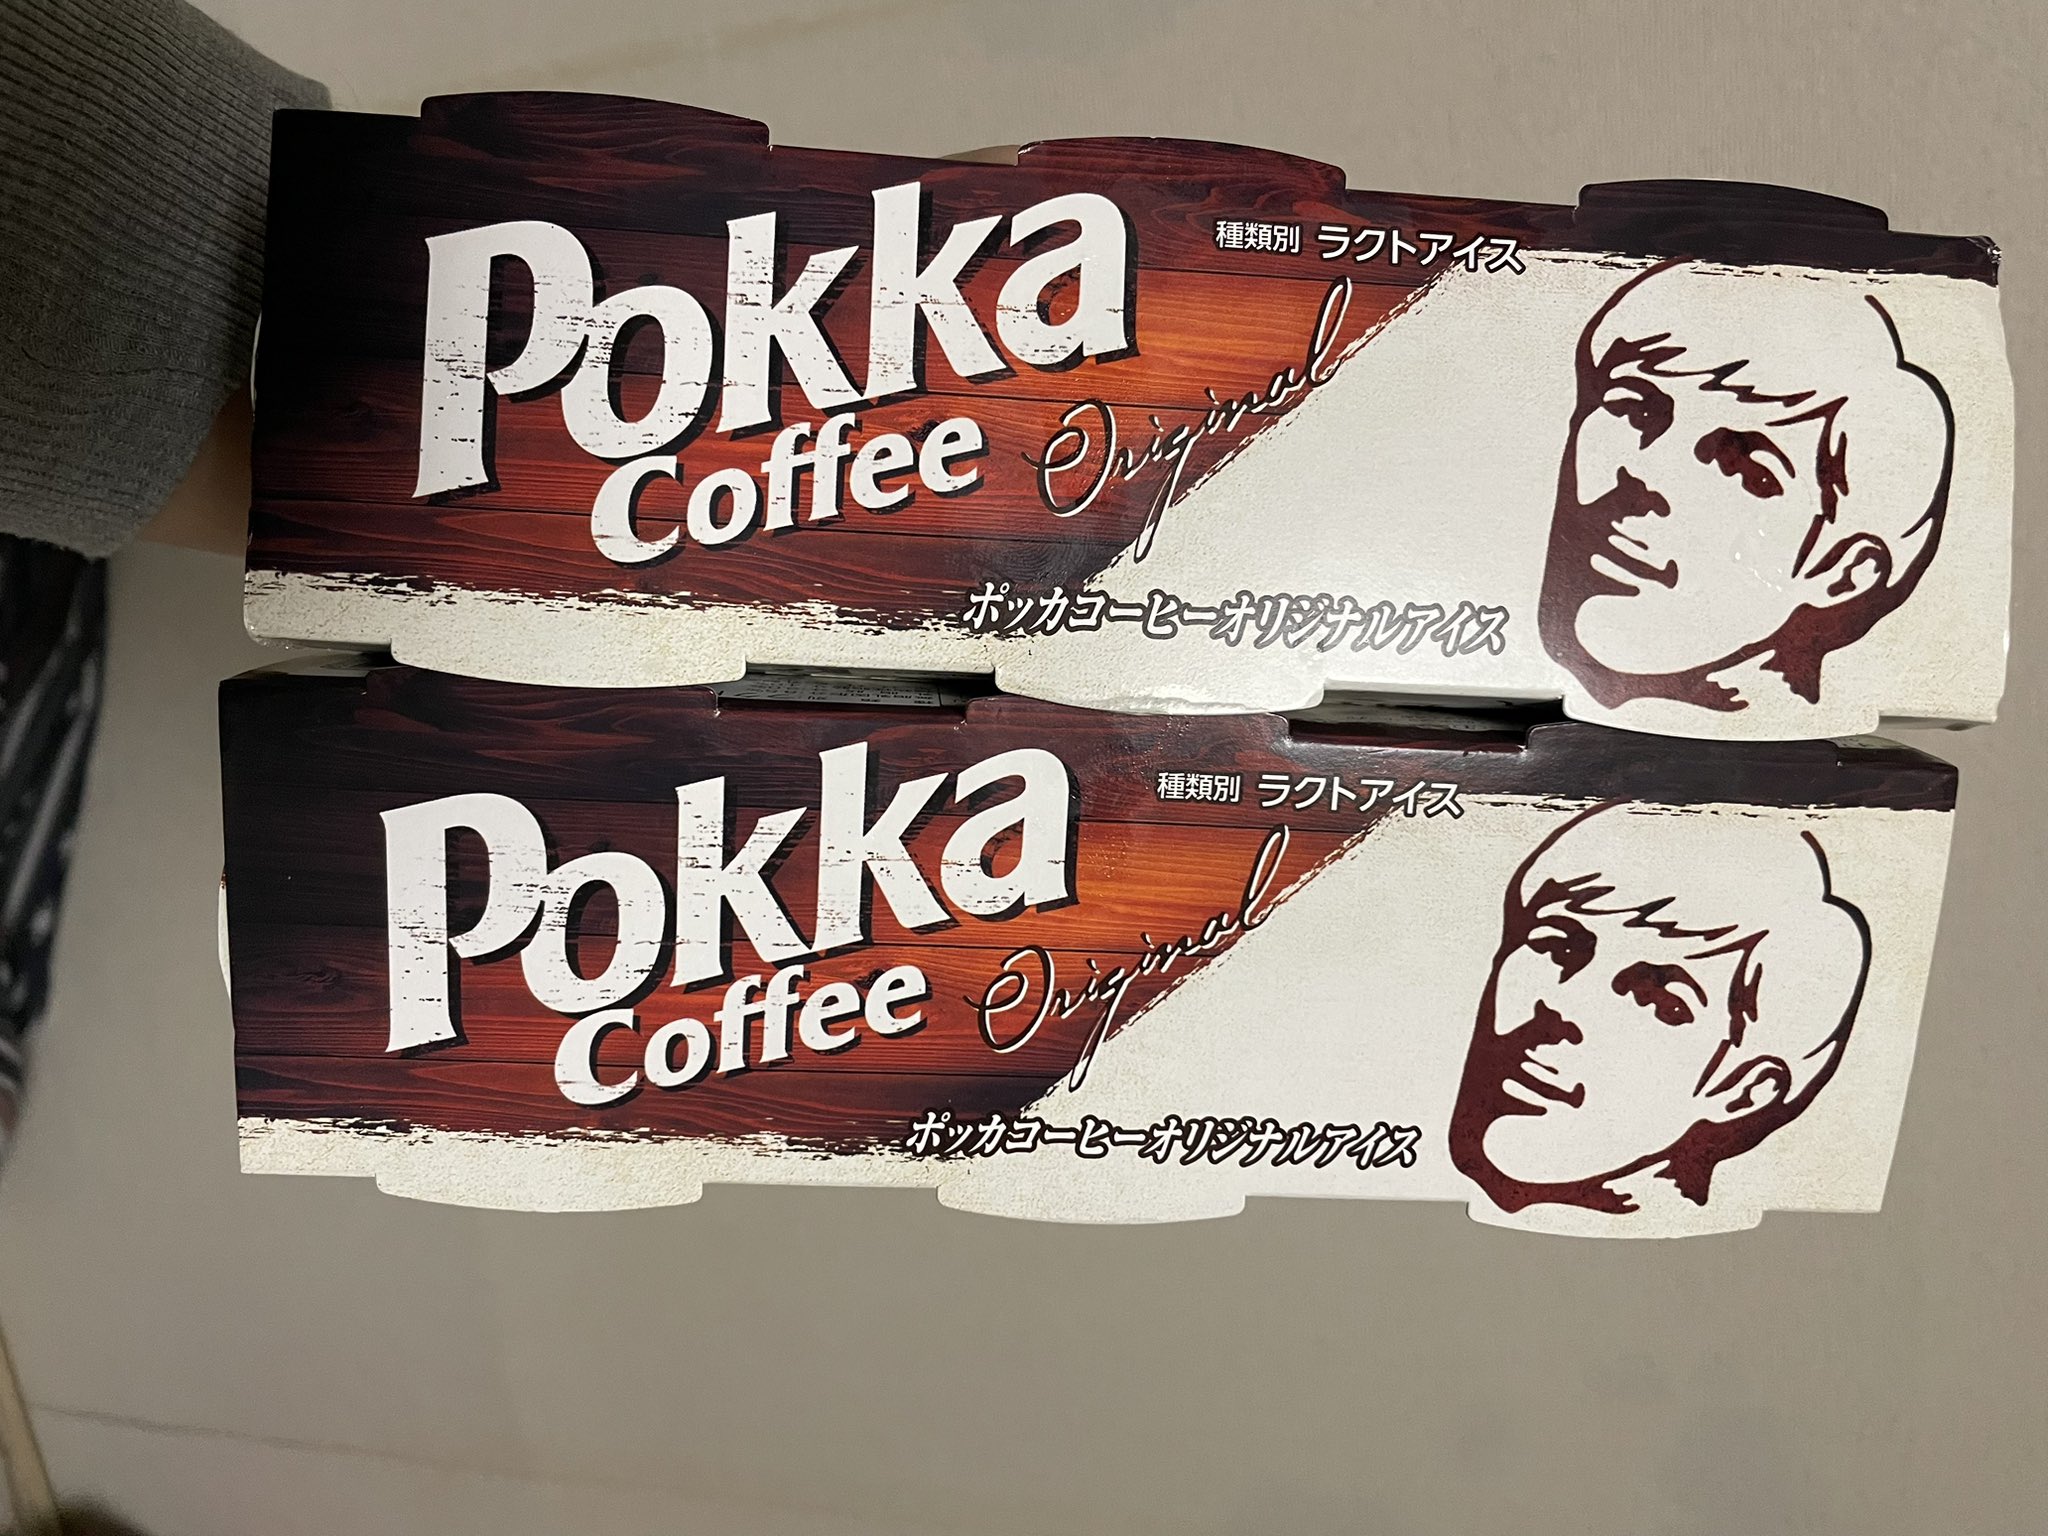 Pokka
Coffee
Original
種類別 ラクトアイス
ポッカコーヒーオリジナルアイス
Pokka
Coffee
Original
種類別 ラクトアイス
ポッカコーヒーオリジナルアイス